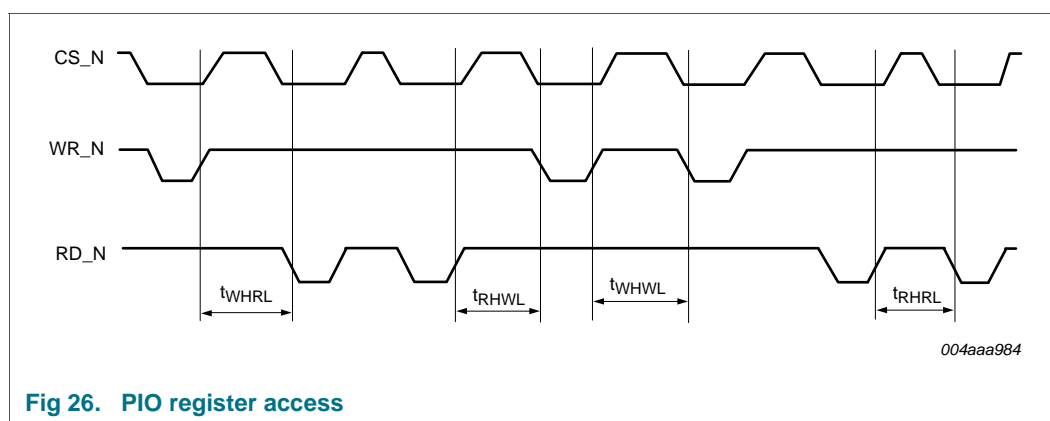 CS_N
WR_N
RD_N
tWHRL
tRHWL
tWHWL
tRHRL
004aaa984
Fig 26. PIO register access